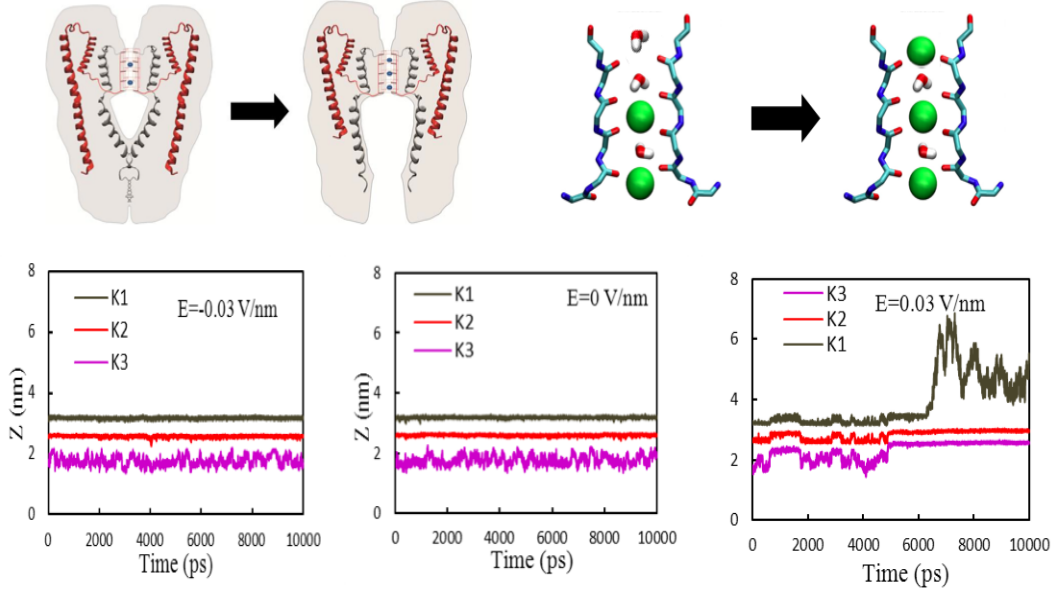 8
6
4
2
0
Z (nm)
K1
K2
K3
E=-0.03 V/nm
0 2000 4000 6000 8000 10000
Time (ps)
8
6
4
2
0
Z (nm)
K1
K2
K3
E=0 V/nm
0 2000 4000 6000 8000 10000
Time (ps)
8
6
4
2
0
K3
K2
K1
E=0.03 V/nm
0 2000 4000 6000 8000 10000
Time (ps)